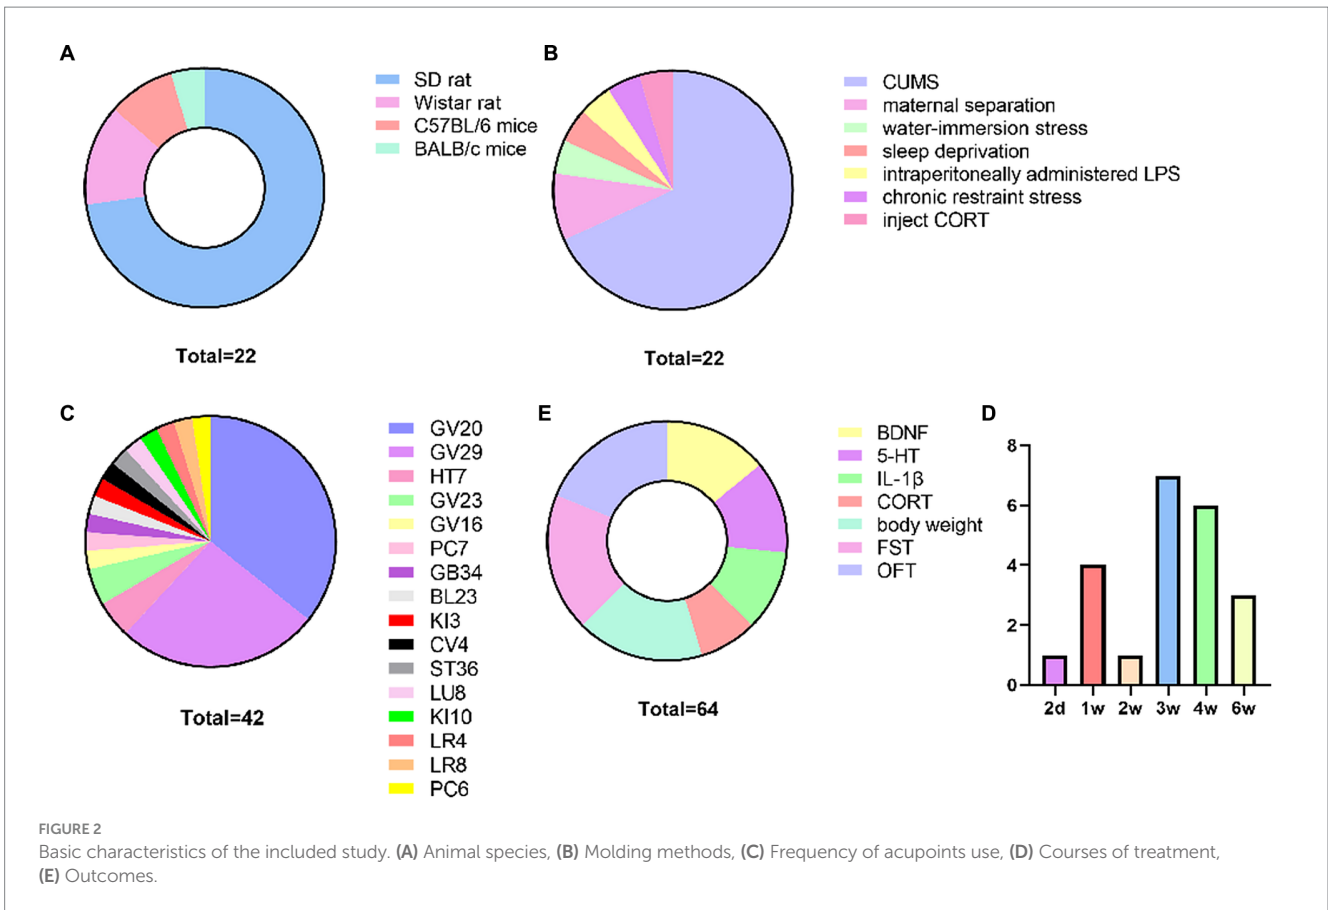 A
SD rat
Wistar rat
C57BL/6 mice
BALB/c mice
Total=22
B
CUMS
maternal separation
water-immersion stress
sleep deprivation
intraperitoneally administered LPS
chronic restraint stress
inject CORT
Total=22
C
GV20
GV29
HT7
GV23
GV16
PC7
GB34
BL23
KI3
CV4
ST36
LU8
KI10
LR4
LR8
PC6
Total=42
E
BDNF
5-HT
IL-1β
CORT
body weight
FST
OFT
Total=64
D
8
6
4
2
0
2d 1w 2w 3w 4w 6w
FIGURE 2
Basic characteristics of the included study. (A) Animal species, (B) Molding methods, (C) Frequency of acupoints use, (D) Courses of treatment,
(E) Outcomes.